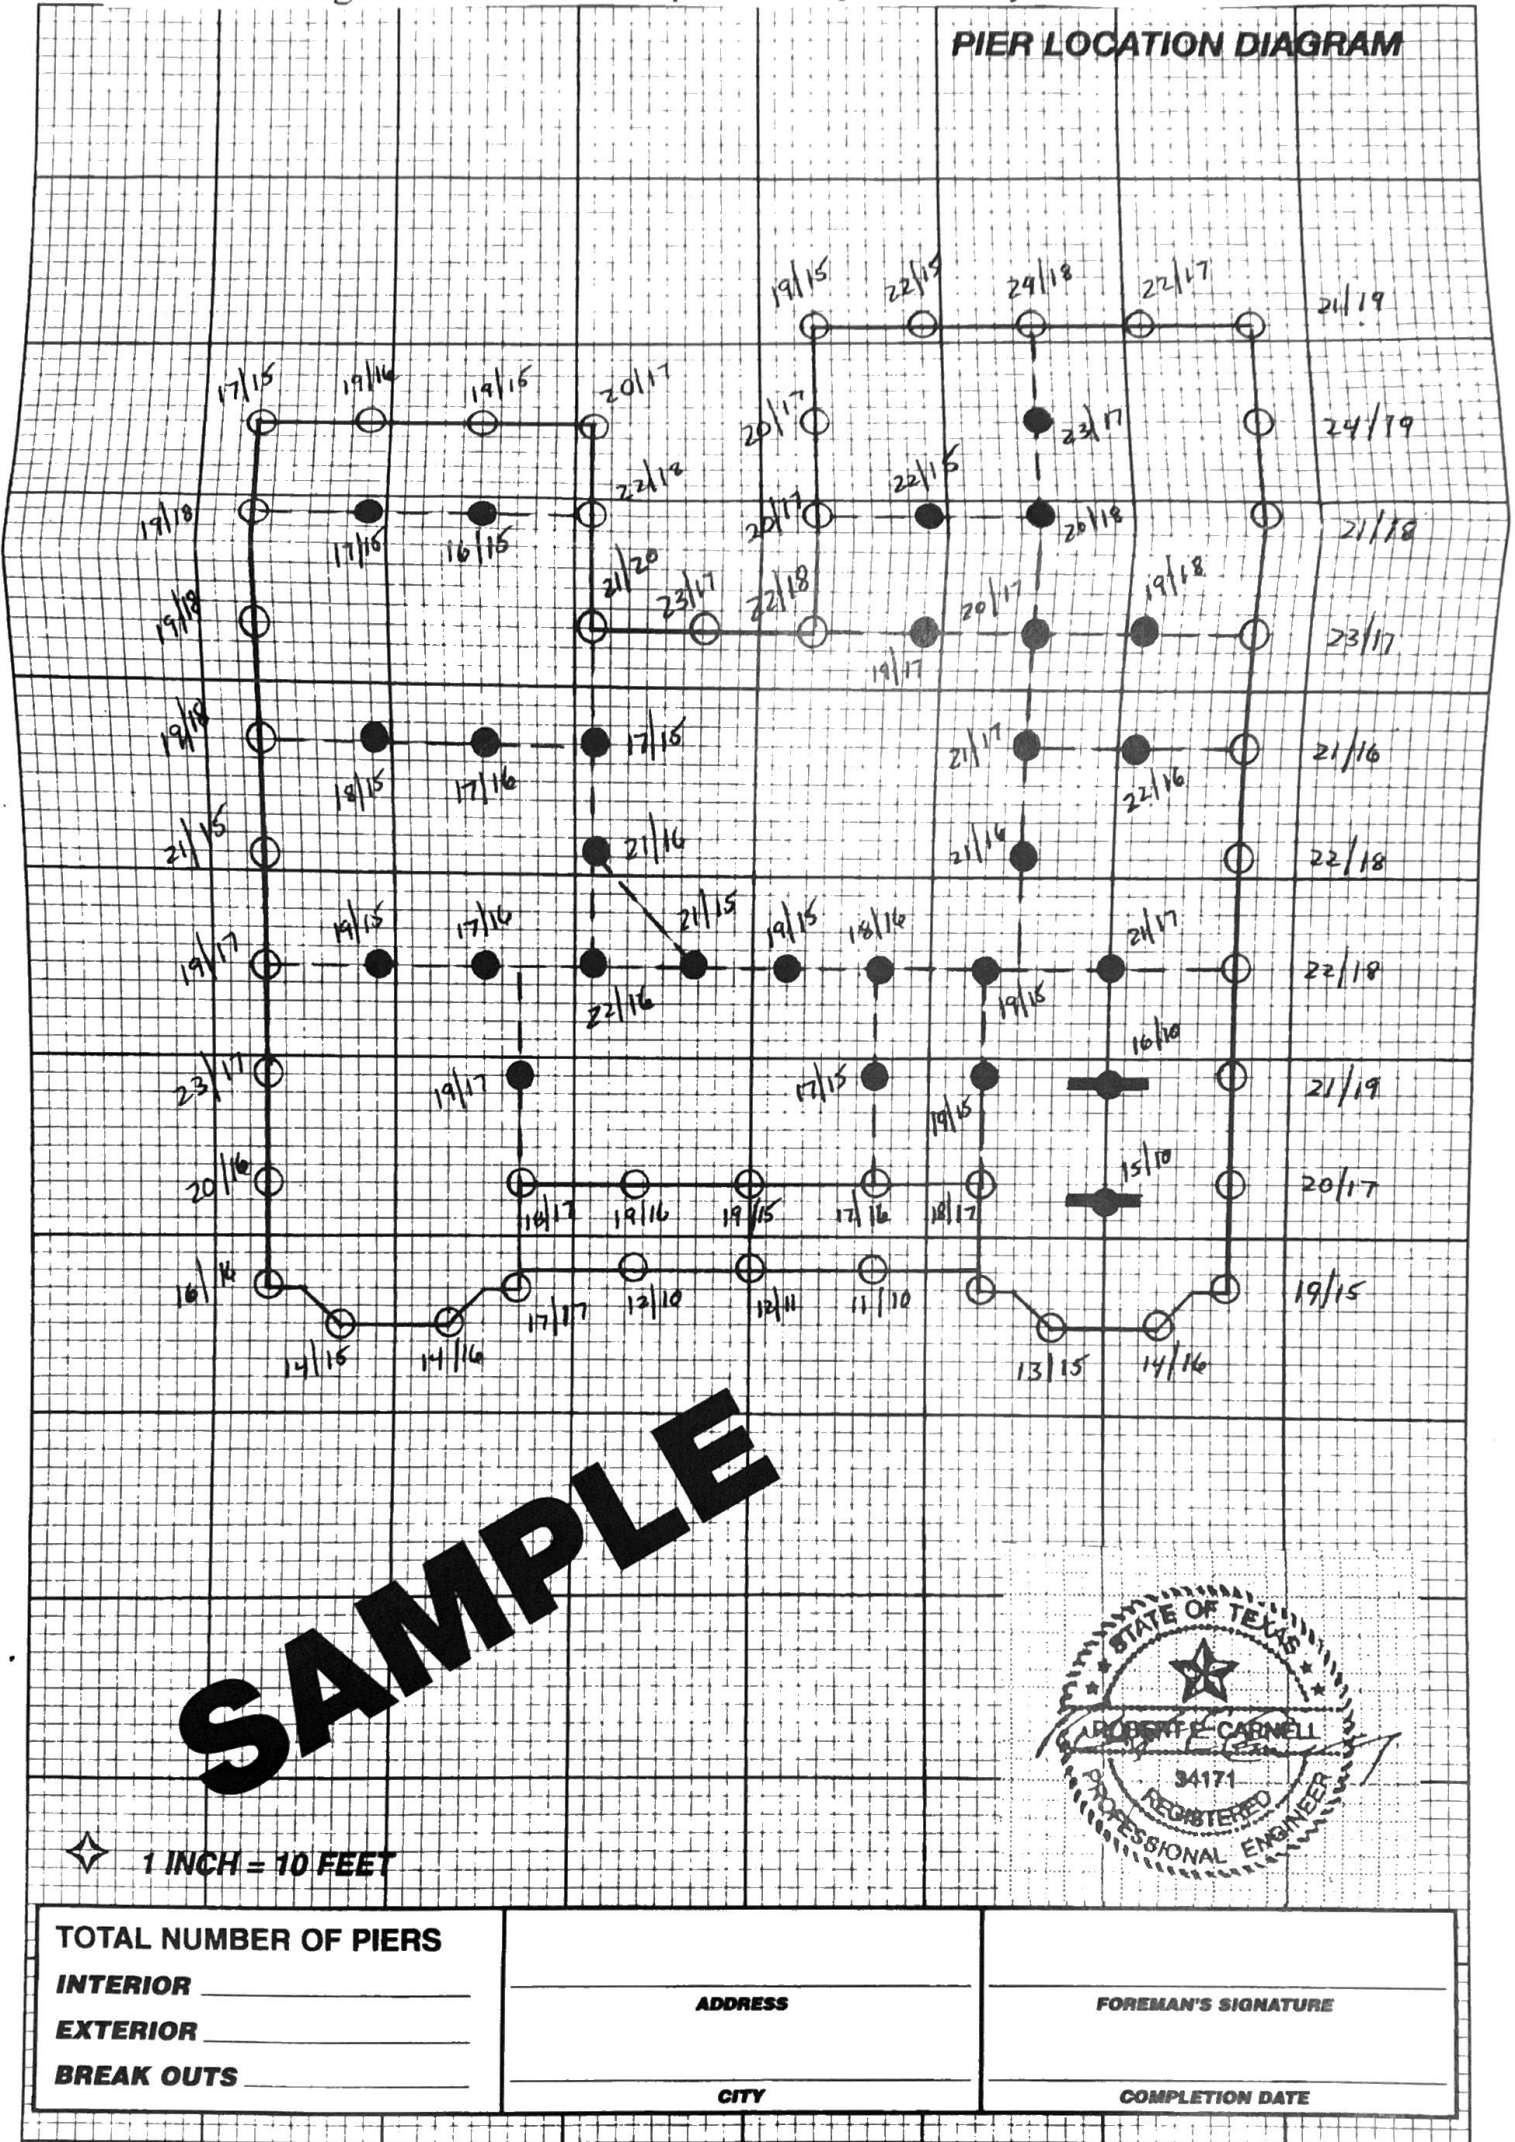 PIER LOCATION DIAGRAM
19/15 22/15 24/18 22/17 21/19
17/15 19/16 19/15 20/17
20/17 23/17 24/19
19/18 22/18 20/17 22/15 20/18 21/18
17/15 16/15
19/18 21/20 23/17 22/18 20/17 19/18 23/17
19/17
19/18 17/15 21/17 21/16
18/15 17/16 22/16
21/15 21/16 21/16 22/18
19/17 19/15 17/16 21/15 19/15 18/16 21/17 22/18
22/16 19/15
23/17 19/17 17/15 19/15 16/10 21/19
20/16 15/10 20/17
18/17 19/16 19/15 17/16 18/17
16/16 17/17 12/10 12/11 11/10 19/15
14/15 14/16 13/15 14/16
SAMPLE
STATE OF TEXAS
ROBERT P. CARNELL
34171
REGISTERED
PROFESSIONAL ENGINEER
1 INCH = 10 FEET
TOTAL NUMBER OF PIERS
INTERIOR
EXTERIOR
BREAK OUTS
ADDRESS
CITY
FOREMAN'S SIGNATURE
COMPLETION DATE